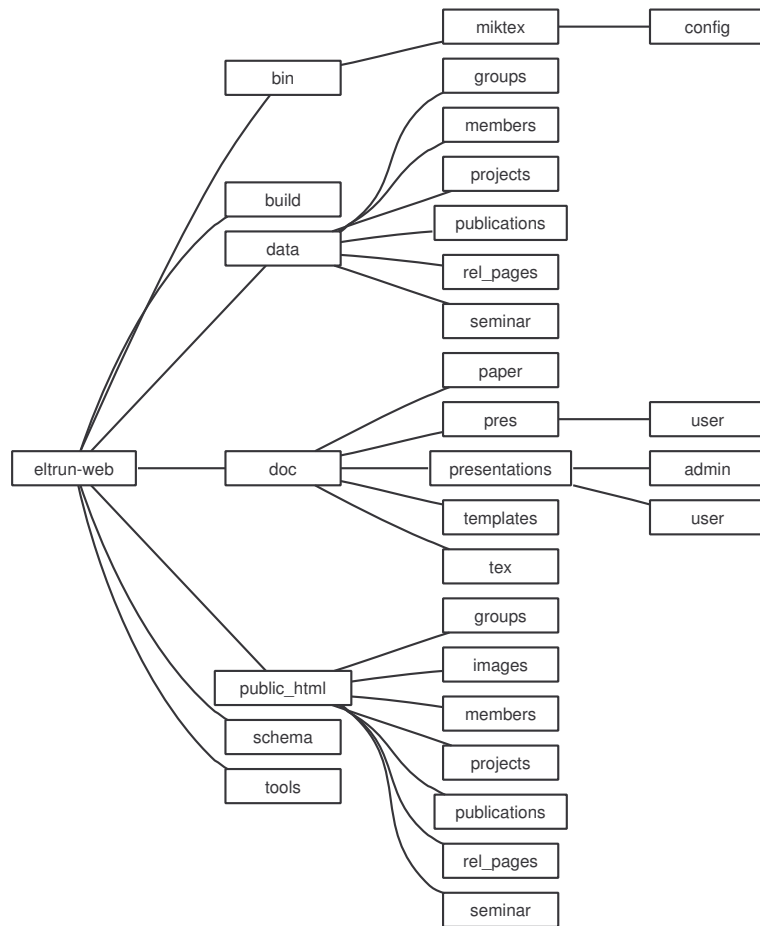 miktex
config
bin
groups
members
projects
build
publications
data
rel_pages
seminar
paper
pres
user
eltrun-web
doc
presentations
admin
templates
user
tex
groups
images
public_html
members
schema
projects
tools
publications
rel_pages
seminar